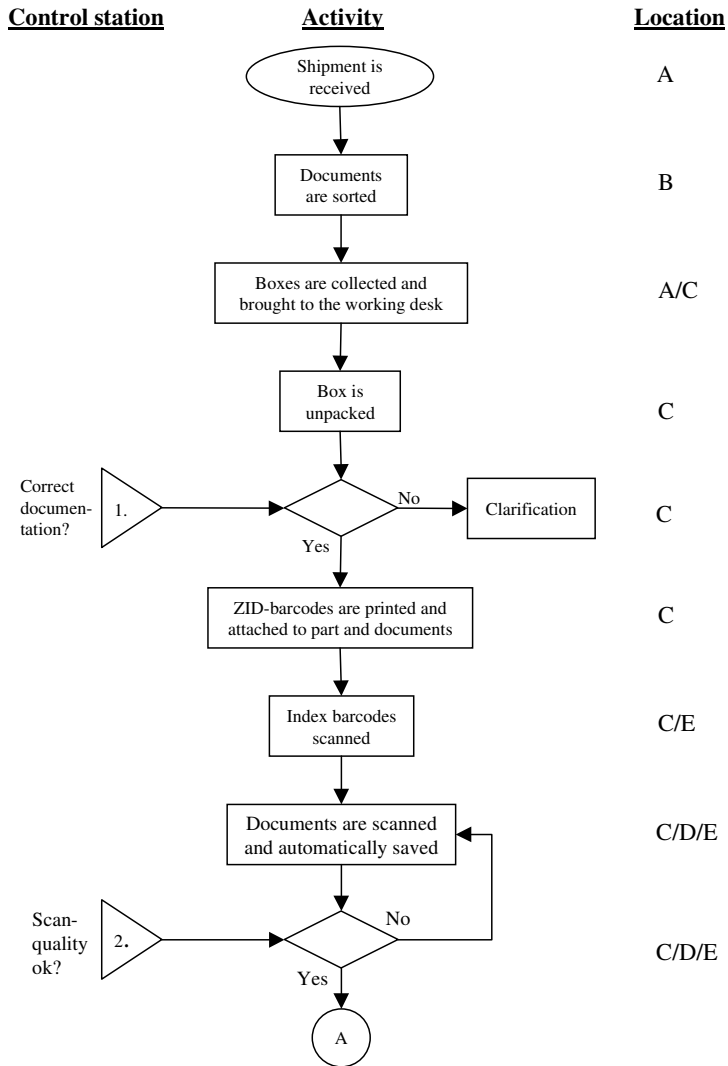 Control station Activity Location
Shipment is
received
A
Documents
are sorted
B
Boxes are collected and
brought to the working desk
A/C
Box is
unpacked
C
Correct
documen-
tation?
1.
No
Yes
Clarification
C
ZID-barcodes are printed and
attached to part and documents
C
Index barcodes
scanned
C/E
Documents are scanned
and automatically saved
C/D/E
Scan-
quality
ok?
2.
No
Yes
C/D/E
A